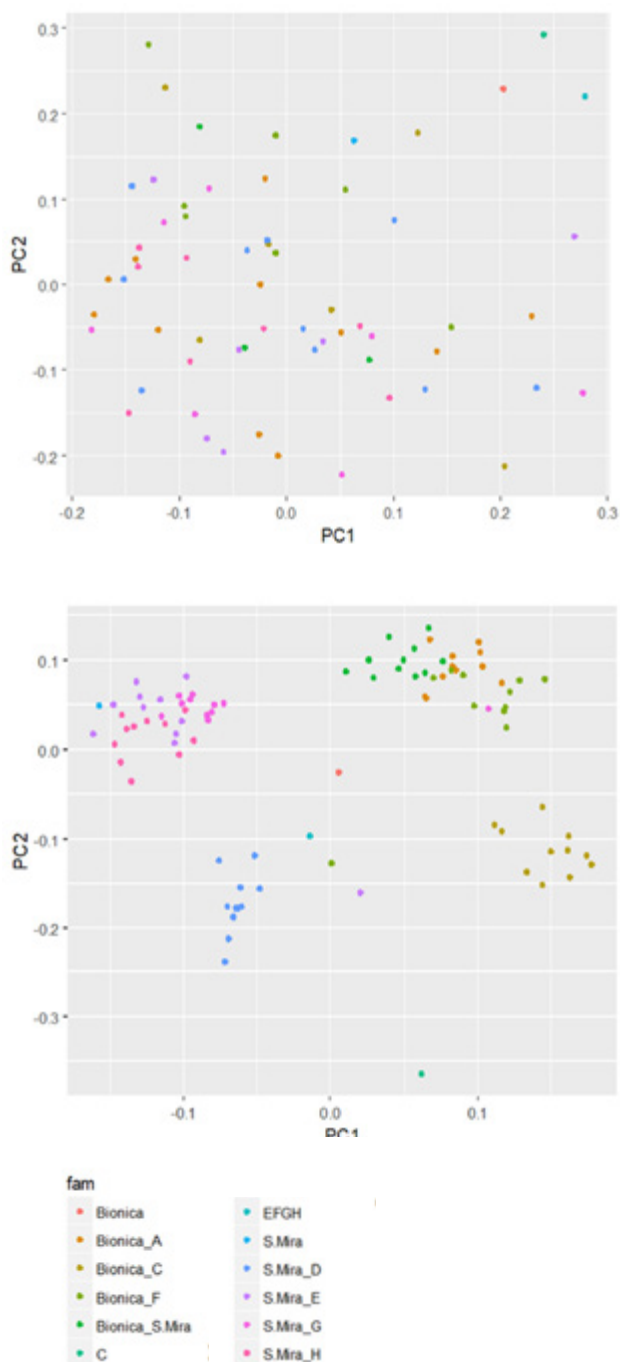 0.3
0.2
0.1
0.0
-0.1
-0.2
PC2
-0.2 -0.1 0.0 0.1 0.2 0.3
PC1
0.1
0.0
-0.1
-0.2
-0.3
PC2
-0.1 0.0 0.1
PC1
fam
Bionica EFGH
Bionica_A S.Mira
Bionica_C S.Mira_D
Bionica_F S.Mira_E
Bionica_S.Mira S.Mira_G
C S.Mira_H